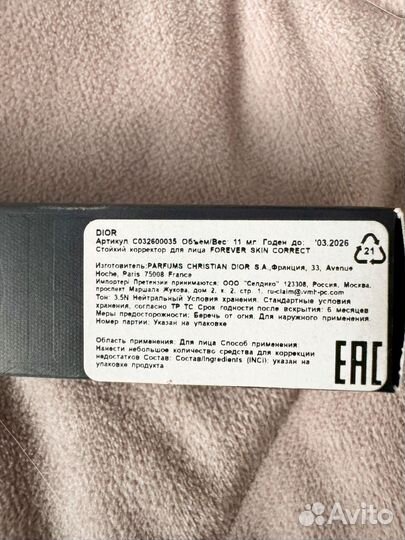 DIOR
Артикул C032600035 Объем/Вес 11 мг. Годен до: '03.2026
Стойкий корректор для лица FOREVER SKIN CORRECT
Изготовитель:PARFUMS CHRISTIAN DIOR S.A.,Франция, 33, Avenue
Hoche, Paris 75008 France
Импортер/ Претензии принимаются: ООО "Селдико" 123308, Россия, Москва,
проспект Маршала Жукова, дом 2, к. 2, стр. 1, ru-claim@lvmh-pc.com
Тон: 3,5N Нейтральный Условия хранения: Стандартные условия
хранения, согласно ТР ТС Срок годности после вскрытия: 6 месяцев
Меры предосторожности: Беречь от огня. Для наружного применения
Номер партии: Указан на упаковке
Область применения: Для лица Способ применения:
Нанести небольшое количество средства для коррекции
недостатков Состав: Состав/Ingredients (INCI): указан на
упаковке продукта
21
EAC
Avito